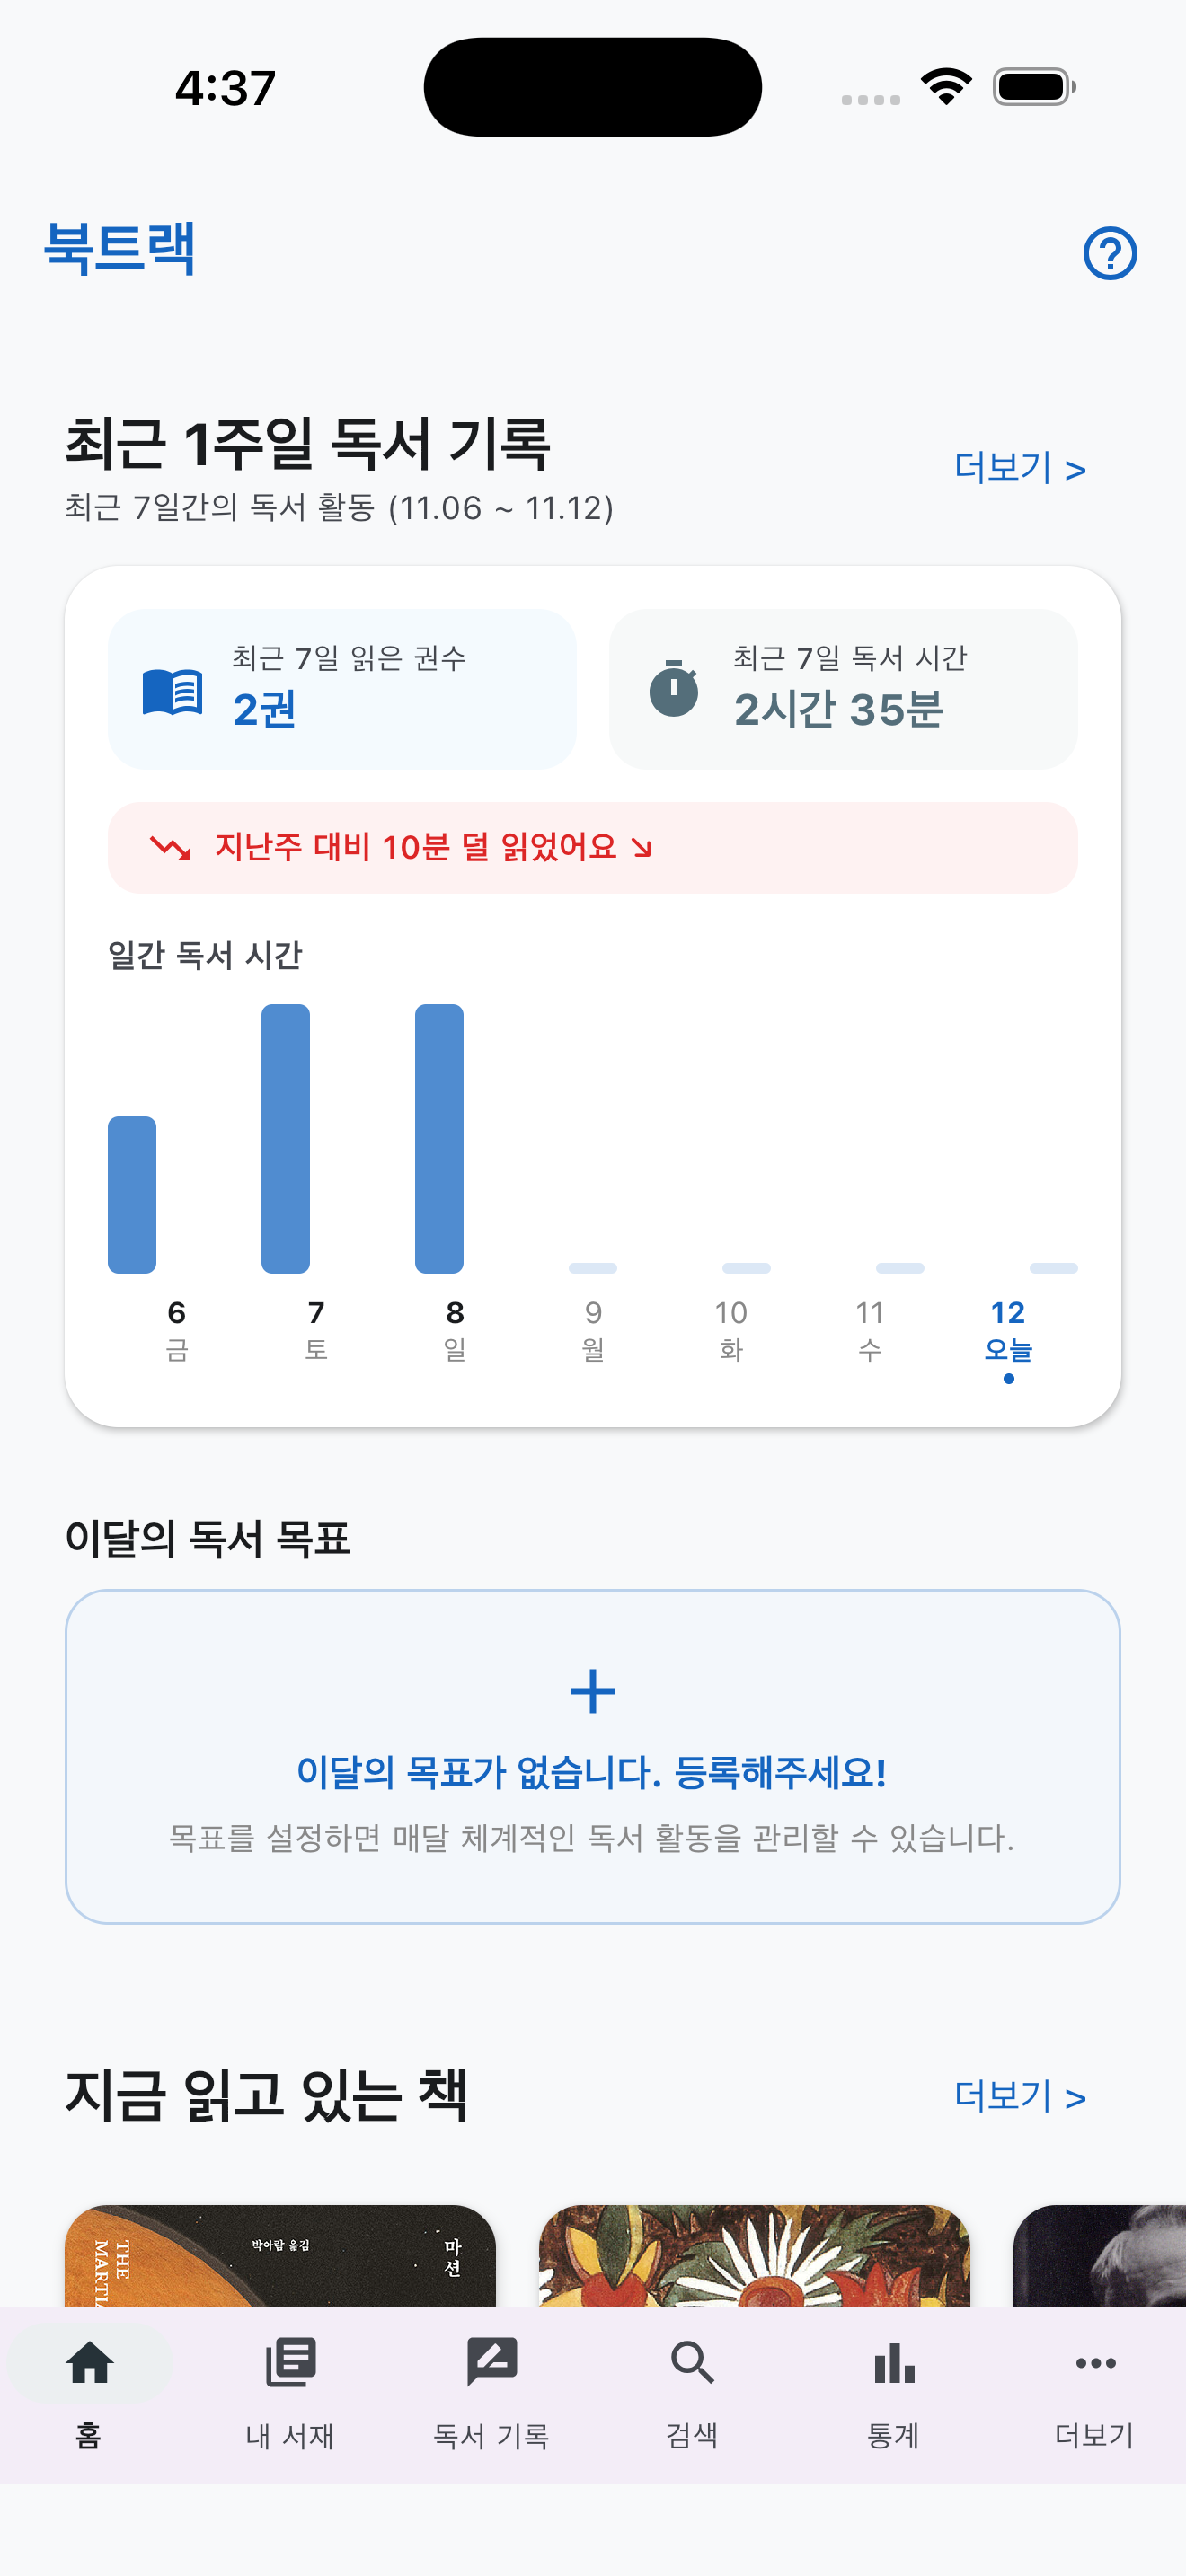 4:37
북트랙
최근 1주일 독서 기록
더보기 >
최근 7일간의 독서 활동 (11.06 ~ 11.12)
최근 7일 읽은 권수
2권
최근 7일 독서 시간
2시간 35분
지난주 대비 10분 덜 읽었어요 ↘
일간 독서 시간
6 7 8 9 10 11 12
금 토 일 월 화 수 오늘
이달의 독서 목표
이달의 목표가 없습니다. 등록해주세요!
목표를 설정하면 매달 체계적인 독서 활동을 관리할 수 있습니다.
지금 읽고 있는 책
더보기 >
THE
박아람 옮김
마션
홈 내 서재 독서 기록 검색 통계 더보기